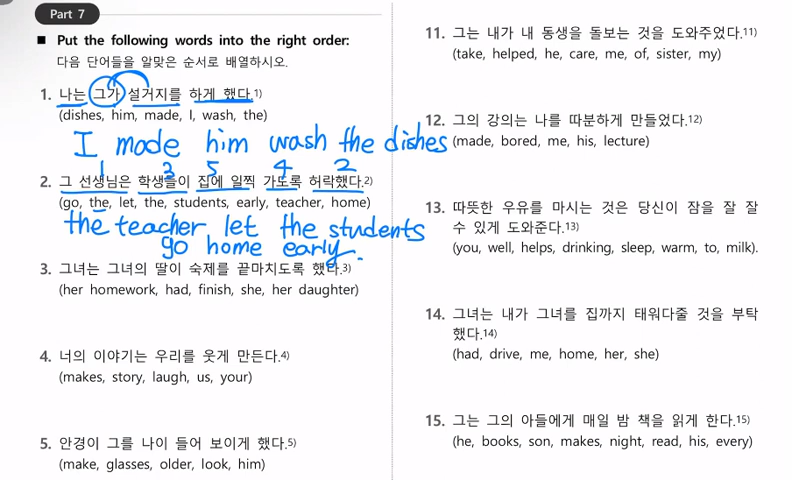 Part 7
■ Put the following words into the right order:
다음 단어들을 알맞은 순서로 배열하시오.
1. 나는 그가 설거지를 하게 했다.1)
(dishes, him, made, I, wash, the)
I made him wash the dishes
1 3 5 4 2
2. 그 선생님은 학생들이 집에 일찍 가도록 허락했다.2)
(go, the, let, the, students, early, teacher, home)
the teacher let the students
go home early.
3. 그녀는 그녀의 딸이 숙제를 끝마치도록 했다.3)
(her homework, had, finish, she, her daughter)
4. 너의 이야기는 우리를 웃게 만든다.4)
(makes, story, laugh, us, your)
5. 안경이 그를 나이 들어 보이게 했다.5)
(make, glasses, older, look, him)
11. 그는 내가 내 동생을 돌보는 것을 도와주었다.11)
(take, helped, he, care, me, of, sister, my)
12. 그의 강의는 나를 따분하게 만들었다.12)
(made, bored, me, his, lecture)
13. 따뜻한 우유를 마시는 것은 당신이 잠을 잘 잘
수 있게 도와준다.13)
(you, well, helps, drinking, sleep, warm, to, milk).
14. 그녀는 내가 그녀를 집까지 태워다줄 것을 부탁
했다.14)
(had, drive, me, home, her, she)
15. 그는 그의 아들에게 매일 밤 책을 읽게 한다.15)
(he, books, son, makes, night, read, his, every)